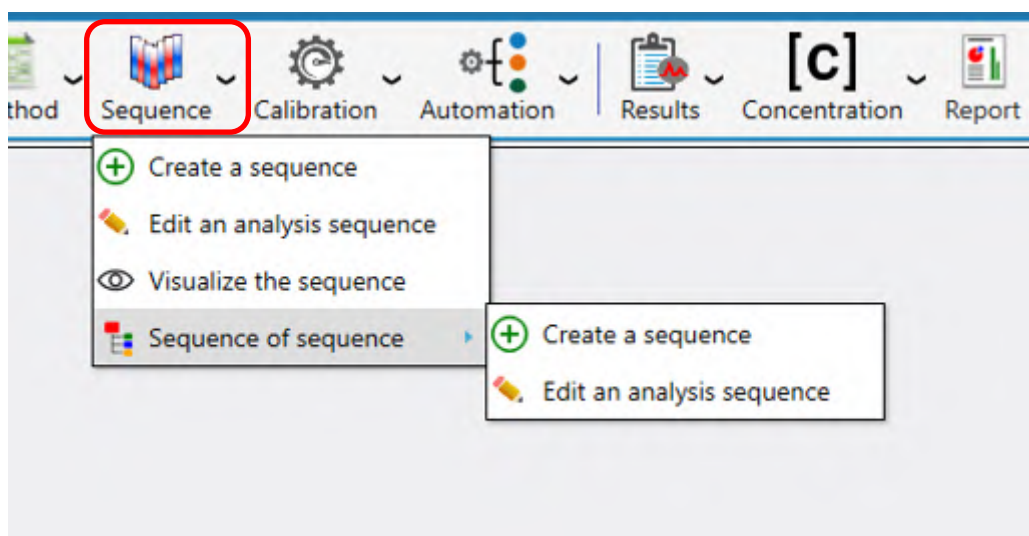 thod Sequence Calibration Automation Results [c] Concentration Report
Create a sequence
Edit an analysis sequence
Visualize the sequence
Sequence of sequence
Create a sequence
Edit an analysis sequence